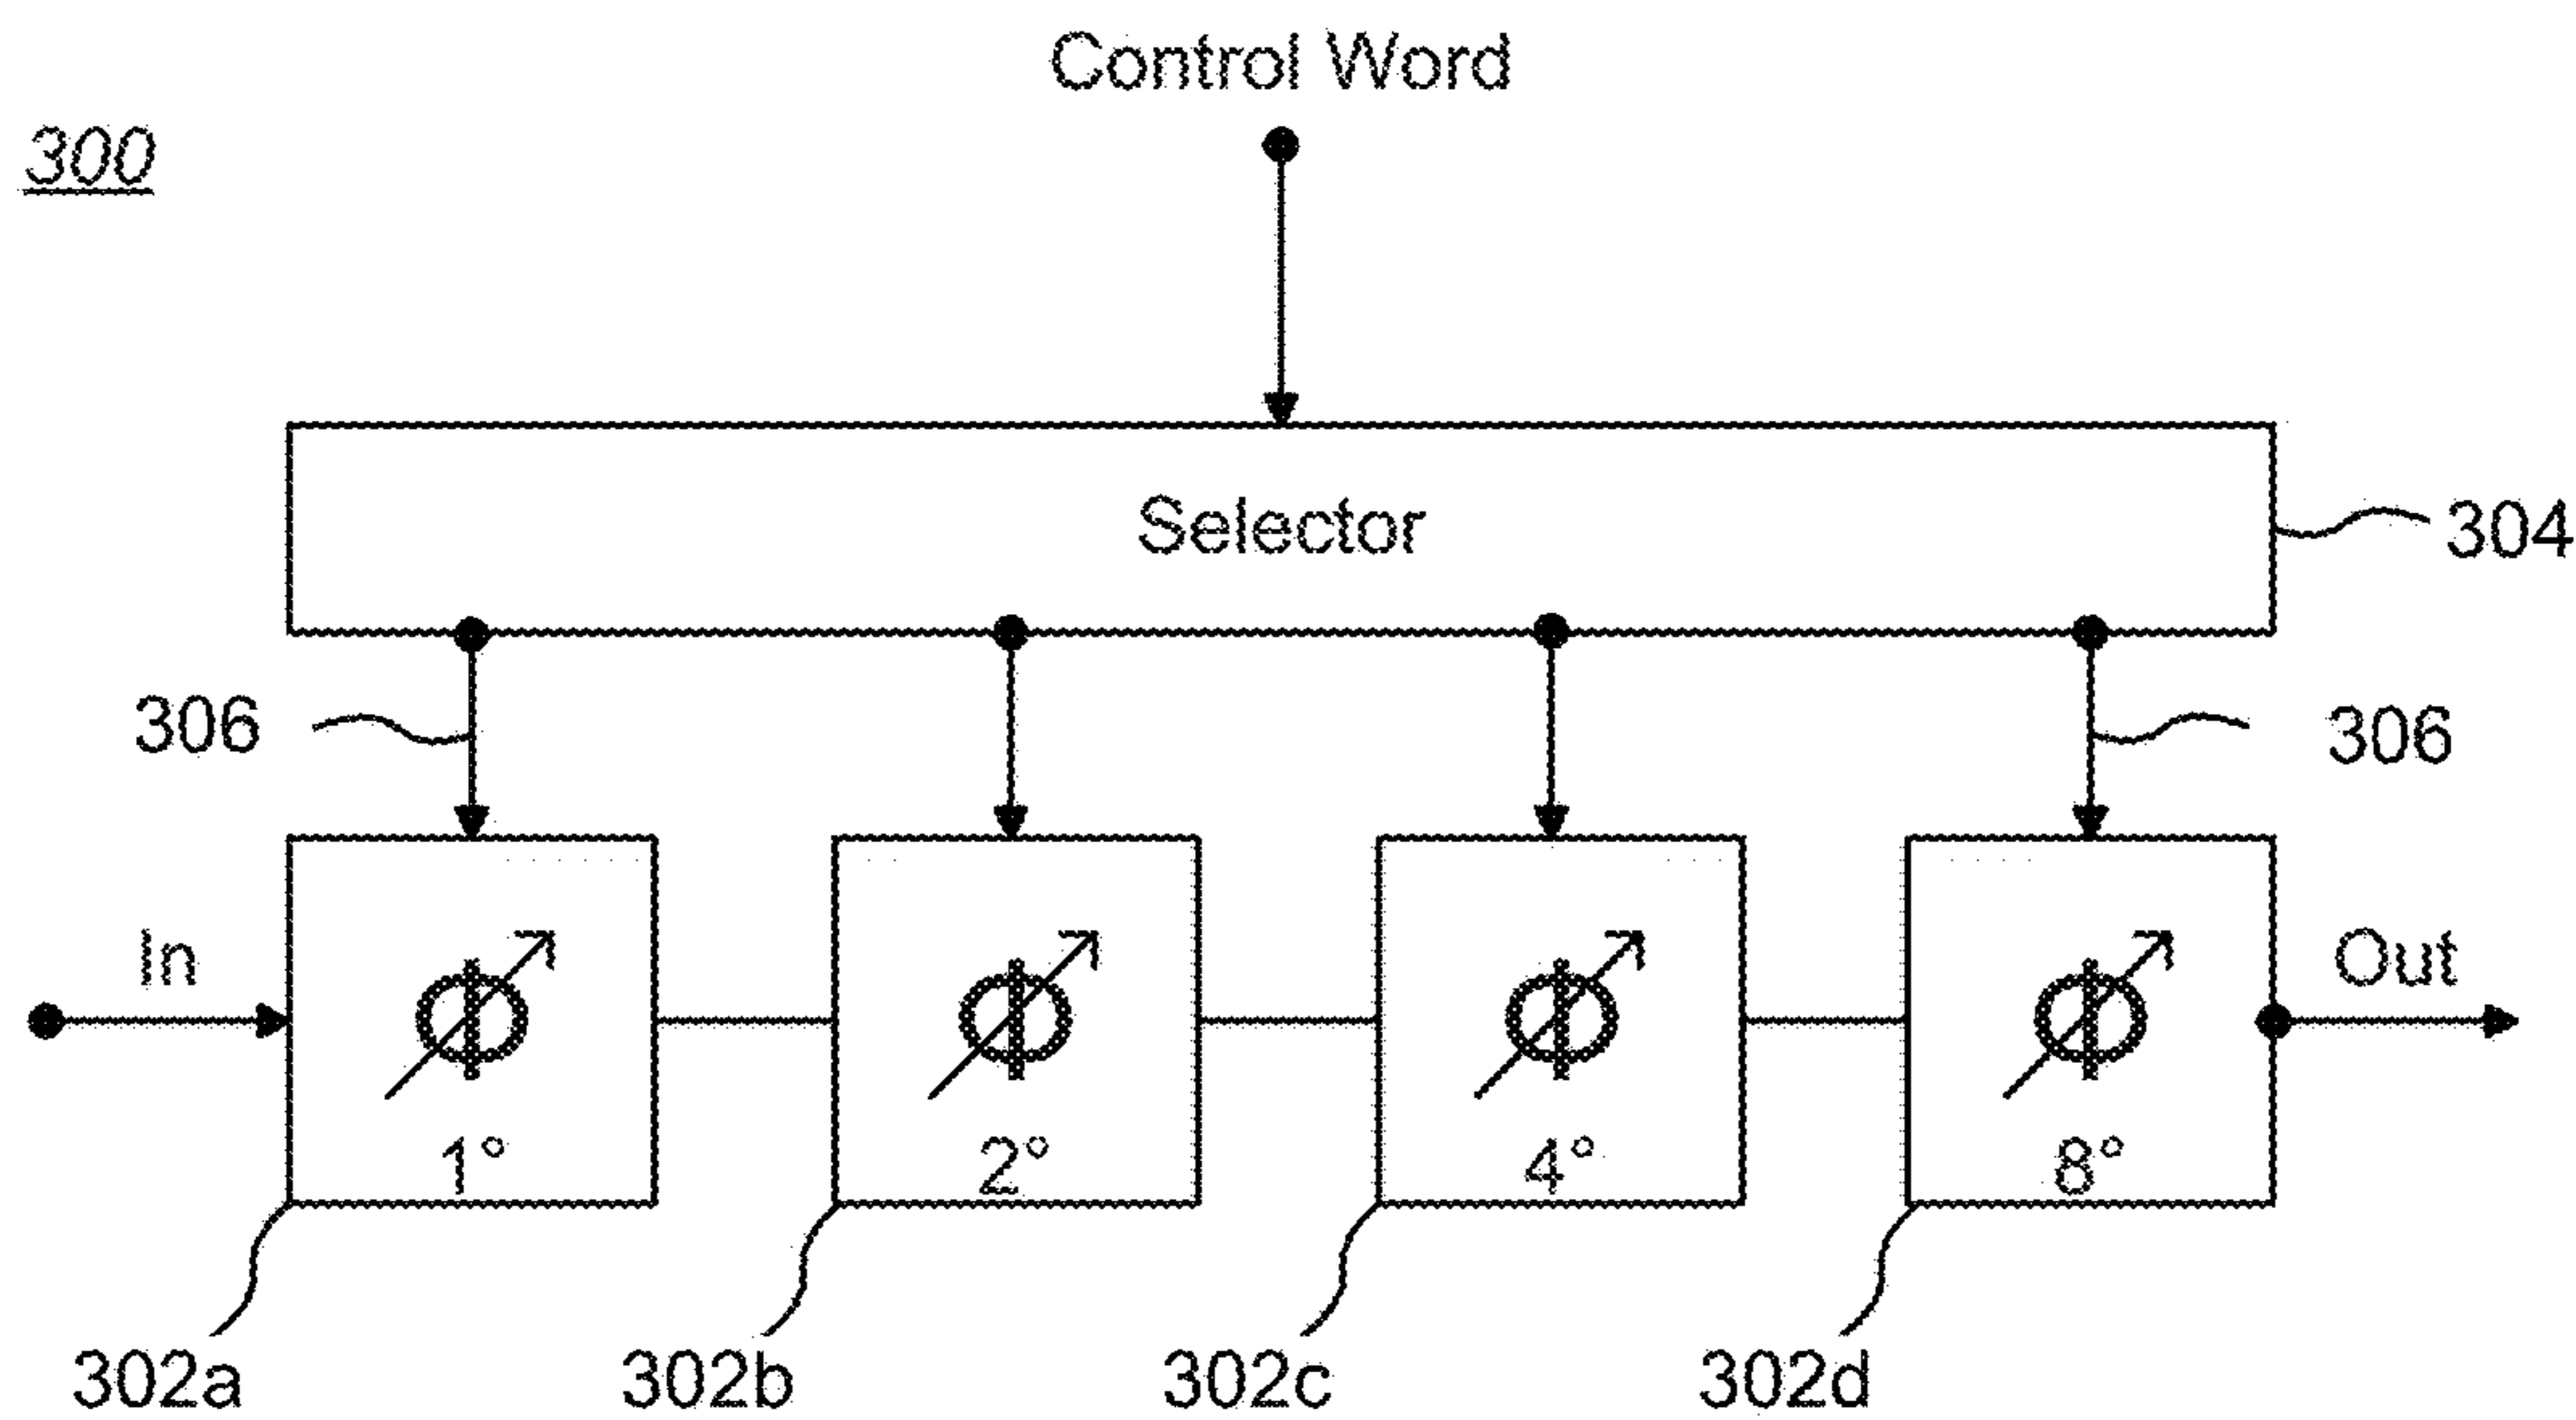 Control Word
300
Selector
304
306
306
In
Out
Φ
Φ
Φ
Φ
1°
2°
4°
8°
302a
302b
302c
302d